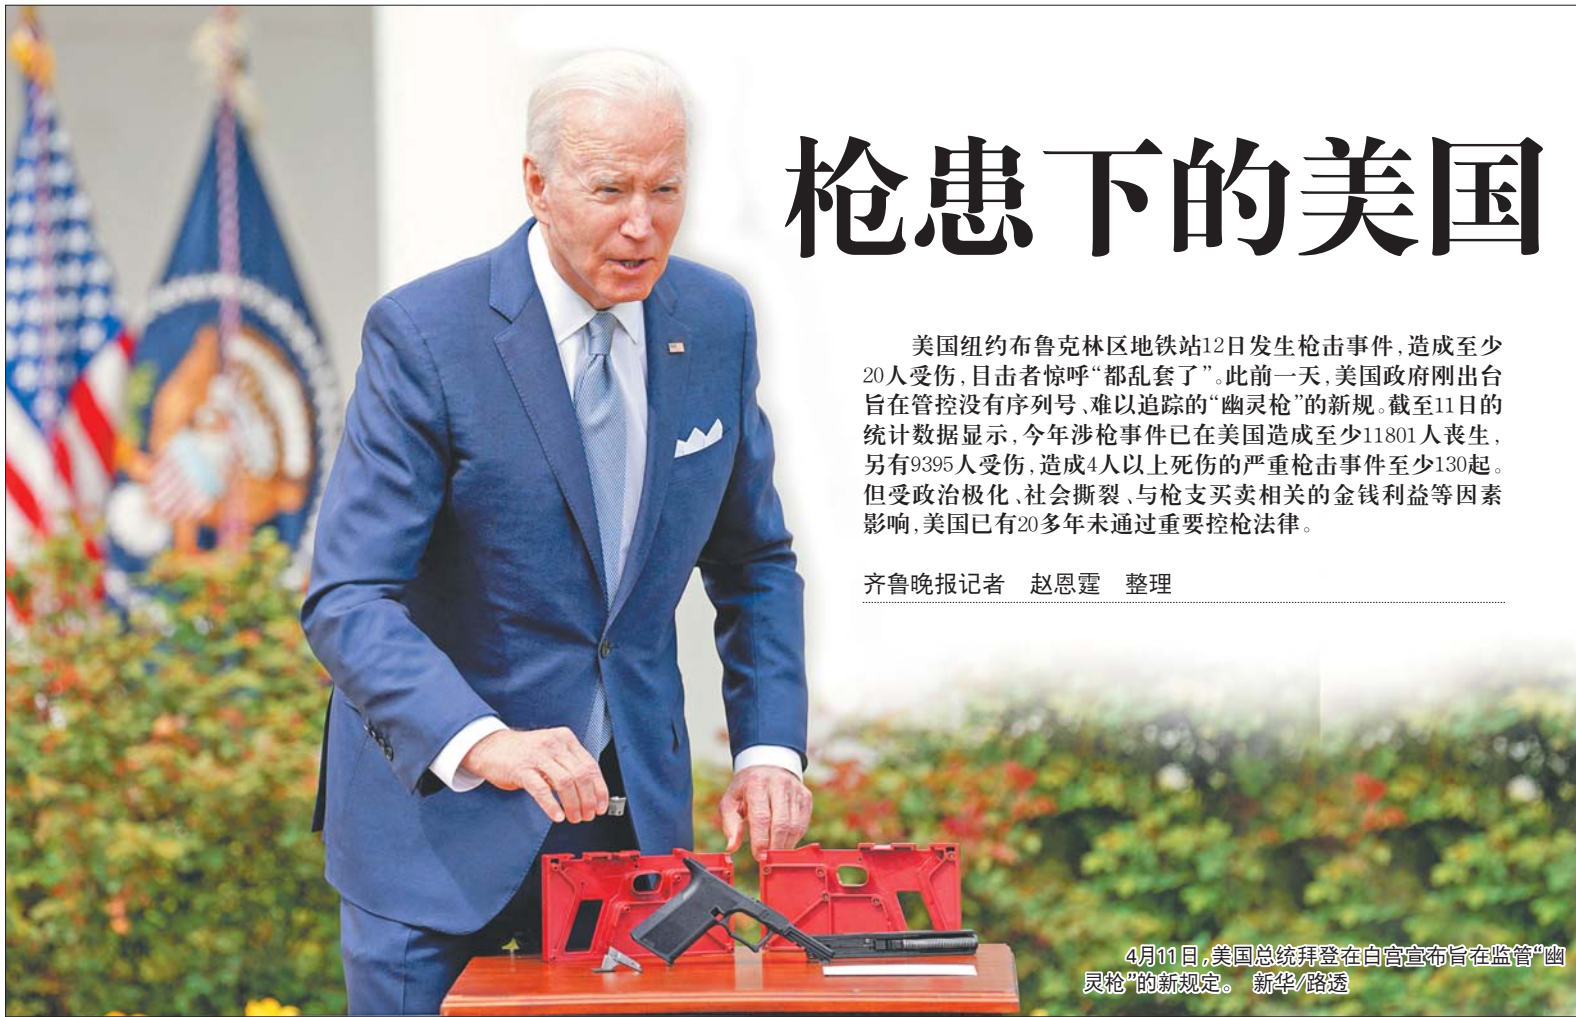 枪患下的美国
美国纽约布鲁克林区地铁站12日发生枪击事件，造成至少
20人受伤，目击者惊呼“都乱套了”。此前一天，美国政府刚出台
旨在管控没有序列号、难以追踪的“幽灵枪”的新规。截至11日的
统计数据显示，今年涉枪事件已在美国造成至少11801人丧生，
另有9395人受伤，造成4人以上死伤的严重枪击事件至少130起。
但受政治极化、社会撕裂、与枪支买卖相关的金钱利益等因素
影响，美国已有20多年未通过重要控枪法律。
齐鲁晚报记者 赵恩霆 整理
4月11日，美国总统拜登在白宫宣布旨在监管“幽
灵枪”的新规定。 新华/路透